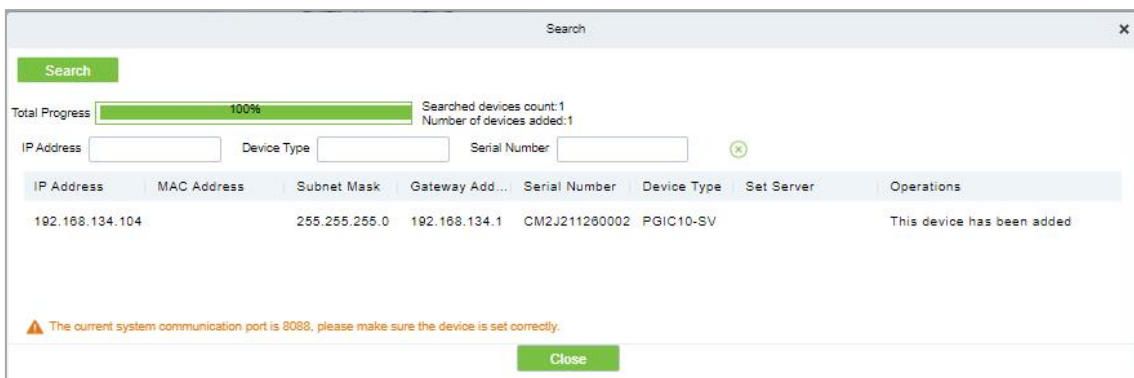 Search
Search
Total Progress 100% Searched devices count:1
Number of devices added:1
IP Address Device Type Serial Number
IP Address MAC Address Subnet Mask Gateway Add... Serial Number Device Type Set Server Operations
192.168.134.104 255.255.255.0 192.168.134.1 CM2J211260002 PGIC10-SV This device has been added
The current system communication port is 8088, please make sure the device is set correctly.
Close